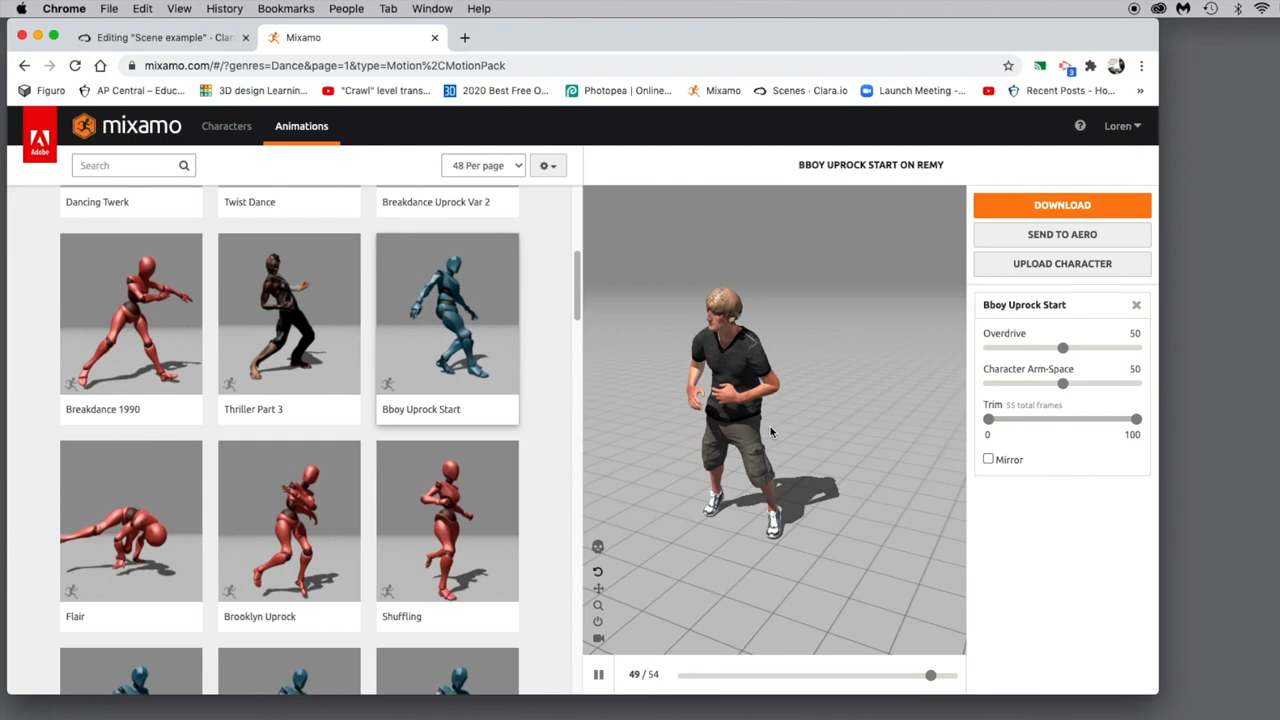 Chrome File Edit View History Bookmarks People Tab Window Help
Editing "Scene example" - Clara
Mixamo
mixamo.com/#/?genres=Dance&page=1&type=Motion%2CMotionPack
3
Figuro
AP Central – Educ...
3D design Learnin...
"Crawl" level trans...
2020 Best Free O...
Photopea | Online...
Mixamo
Scenes · Clara.io
Launch Meeting -...
Recent Posts - Ho...
»
Adobe
mixamo
Characters
Animations
Loren
Search
48 Per page
BBOY UPROCK START ON REMY
Dancing Twerk
Twist Dance
Breakdance Uprock Var 2
Breakdance 1990
Thriller Part 3
Bboy Uprock Start
Flair
Brooklyn Uprock
Shuffling
49 / 54
DOWNLOAD
SEND TO AERO
UPLOAD CHARACTER
Bboy Uprock Start
Overdrive 50
Character Arm-Space 50
Trim 55 total frames
0 100
Mirror